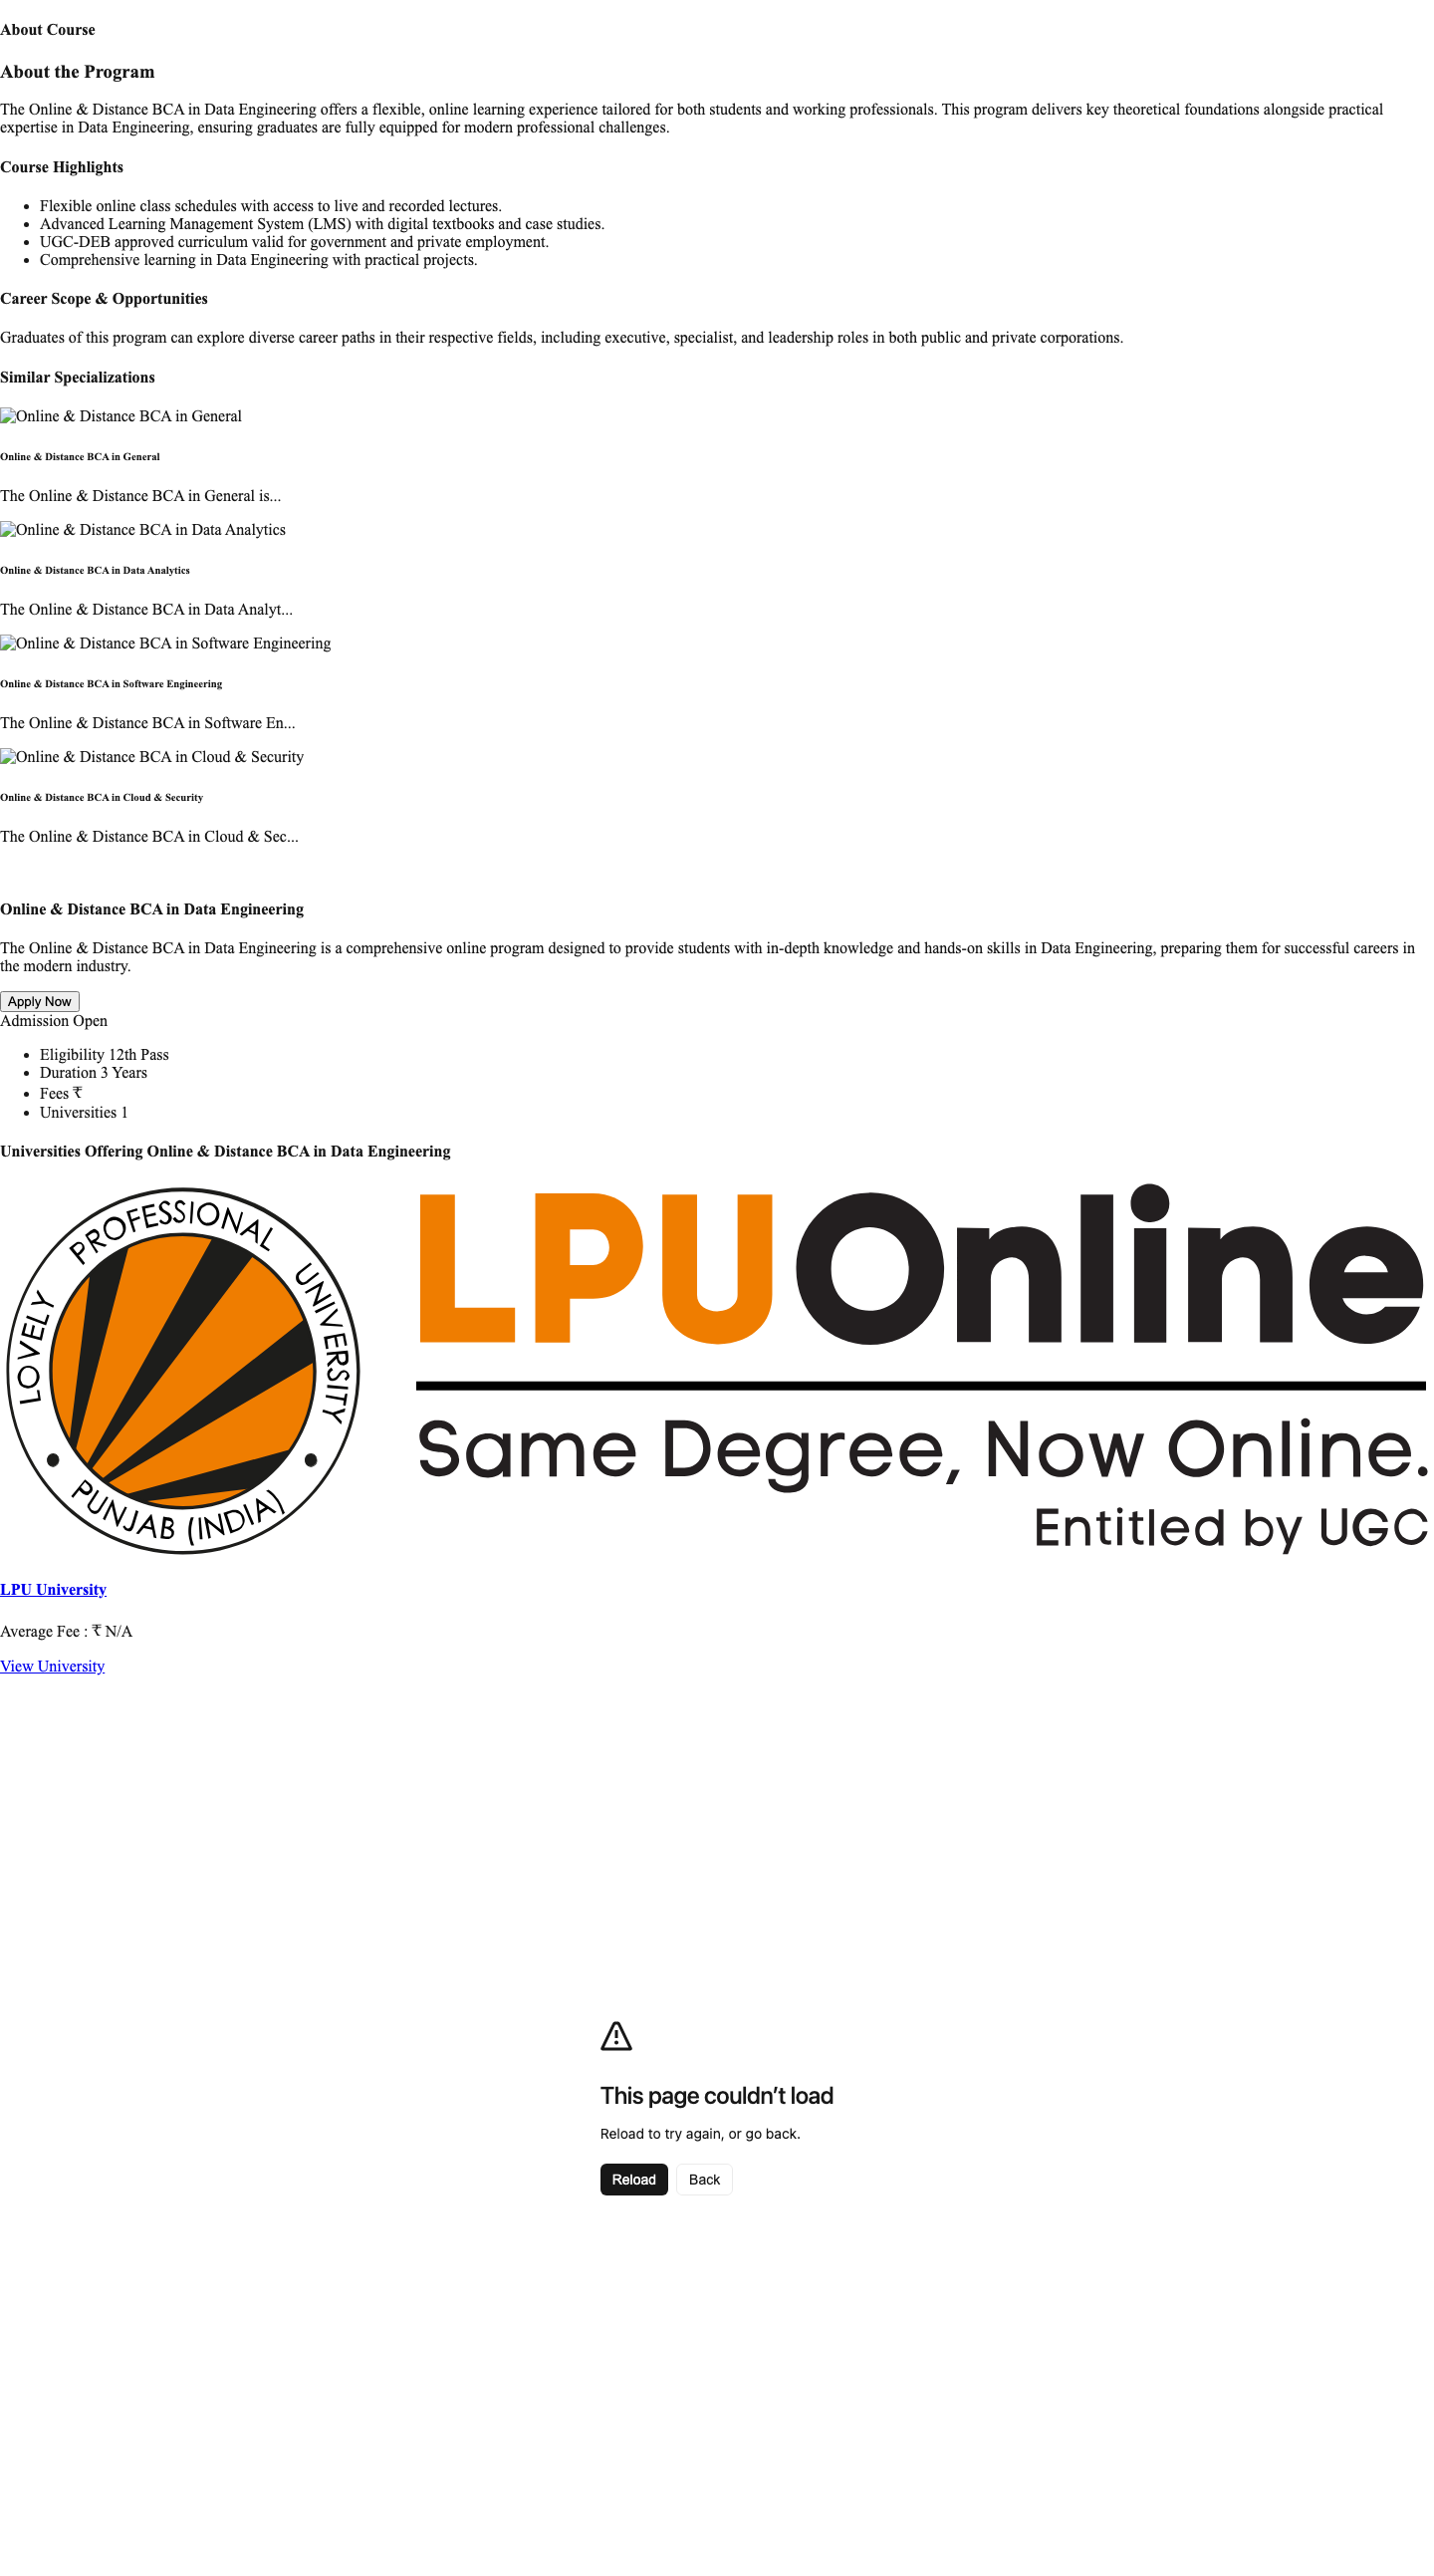 About Course
About the Program
The Online & Distance BCA in Data Engineering offers a flexible, online learning experience tailored for both students and working professionals. This program delivers key theoretical foundations alongside practical
expertise in Data Engineering, ensuring graduates are fully equipped for modern professional challenges.
Course Highlights
• Flexible online class schedules with access to live and recorded lectures.
• Advanced Learning Management System (LMS) with digital textbooks and case studies.
• UGC-DEB approved curriculum valid for government and private employment.
• Comprehensive learning in Data Engineering with practical projects.
Career Scope & Opportunities
Graduates of this program can explore diverse career paths in their respective fields, including executive, specialist, and leadership roles in both public and private corporations.
Similar Specializations
Online & Distance BCA in General
Online & Distance BCA in General
The Online & Distance BCA in General is...
Online & Distance BCA in Data Analytics
Online & Distance BCA in Data Analytics
The Online & Distance BCA in Data Analyt...
Online & Distance BCA in Software Engineering
Online & Distance BCA in Software Engineering
The Online & Distance BCA in Software En...
Online & Distance BCA in Cloud & Security
Online & Distance BCA in Cloud & Security
The Online & Distance BCA in Cloud & Sec...
Online & Distance BCA in Data Engineering
The Online & Distance BCA in Data Engineering is a comprehensive online program designed to provide students with in-depth knowledge and hands-on skills in Data Engineering, preparing them for successful careers in
the modern industry.
Apply Now
Admission Open
• Eligibility 12th Pass
• Duration 3 Years
• Fees ₹
• Universities 1
Universities Offering Online & Distance BCA in Data Engineering
LOVELY PROFESSIONAL UNIVERSITY
PUNJAB (INDIA)
LPUOnline
Same Degree, Now Online.
Entitled by UGC
LPU University
Average Fee : ₹ N/A
View University
This page couldn’t load
Reload to try again, or go back.
Reload Back